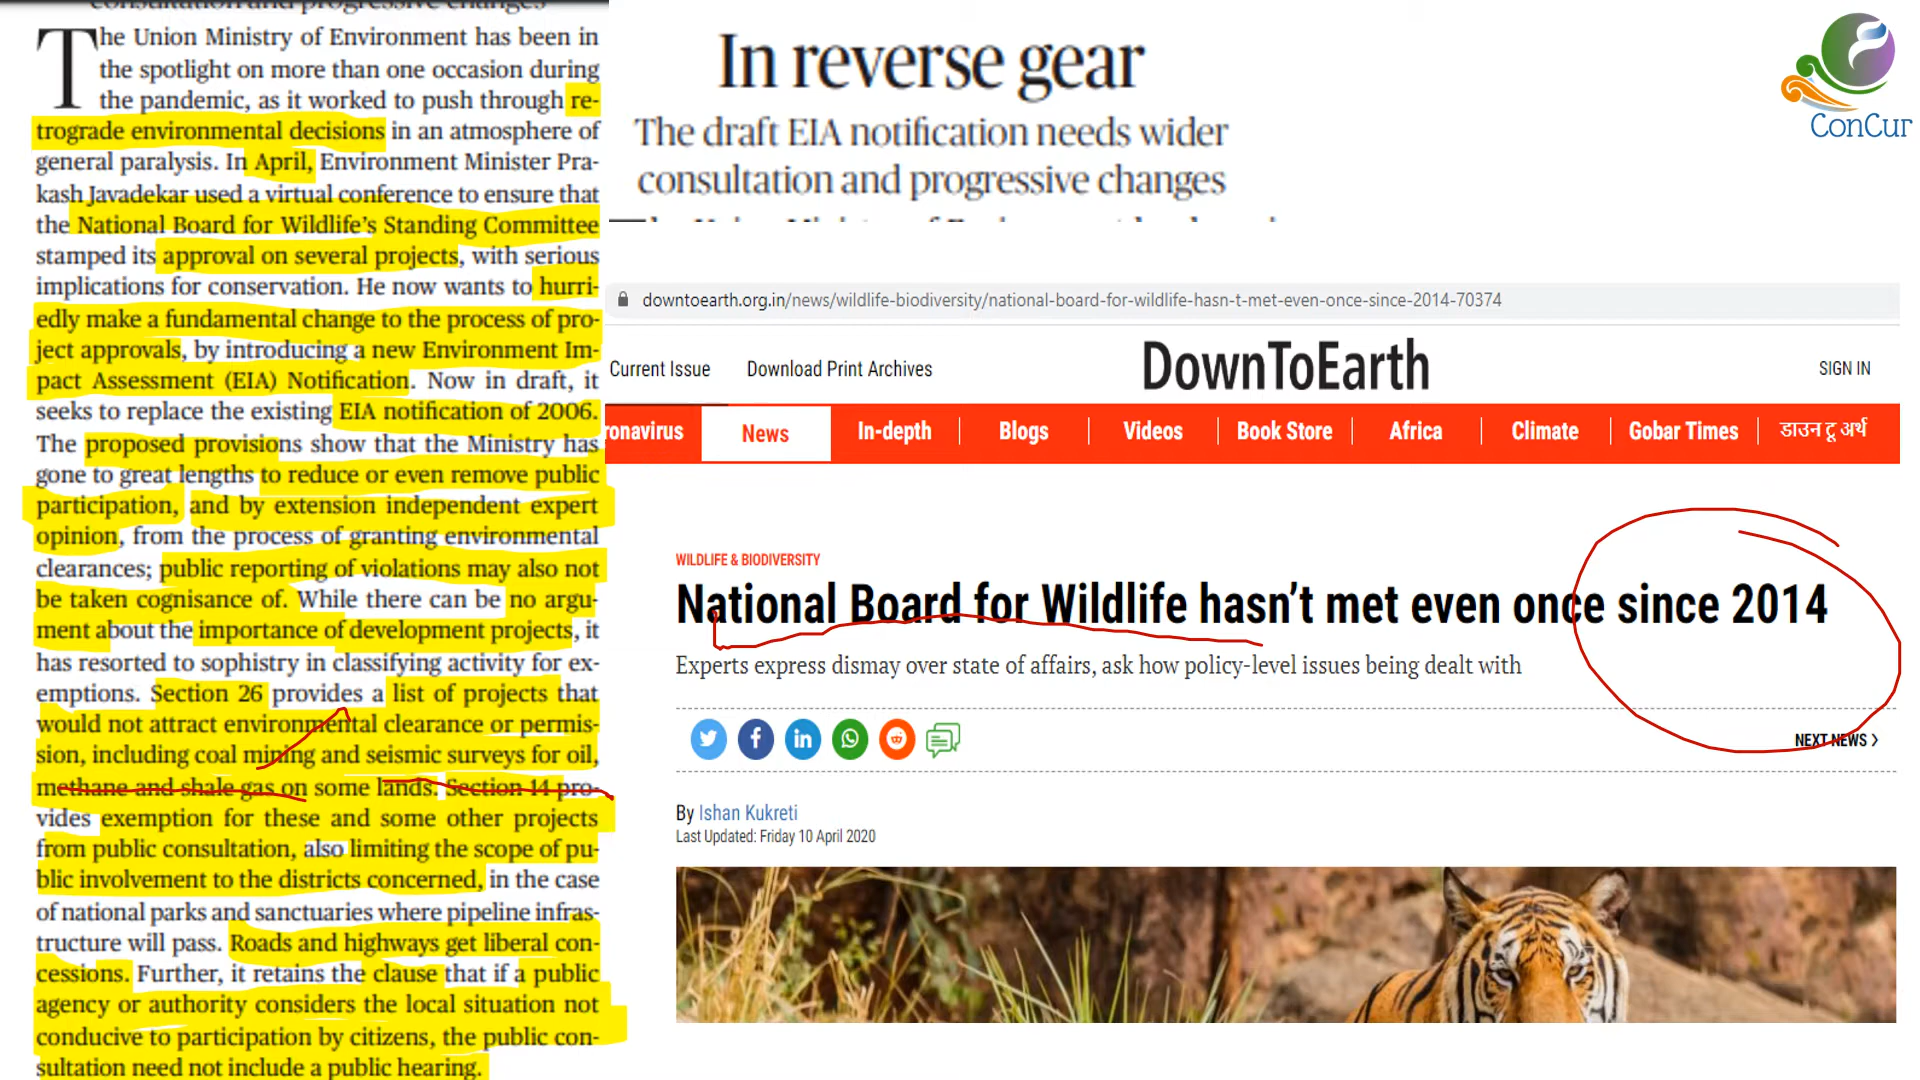 consultation and progressive changes
The Union Ministry of Environment has been in
the spotlight on more than one occasion during
the pandemic, as it worked to push through re-
trograde environmental decisions in an atmosphere of
general paralysis. In April, Environment Minister Pra-
kash Javadekar used a virtual conference to ensure that
the National Board for Wildlife's Standing Committee
stamped its approval on several projects, with serious
implications for conservation. He now wants to hurri-
edly make a fundamental change to the process of pro-
ject approvals, by introducing a new Environment Im-
pact Assessment (EIA) Notification. Now in draft, it
seeks to replace the existing EIA notification of 2006.
The proposed provisions show that the Ministry has
gone to great lengths to reduce or even remove public
participation, and by extension independent expert
opinion, from the process of granting environmental
clearances; public reporting of violations may also not
be taken cognisance of. While there can be no argu-
ment about the importance of development projects, it
has resorted to sophistry in classifying activity for ex-
emptions. Section 26 provides a list of projects that
would not attract environmental clearance or permis-
sion, including coal mining and seismic surveys for oil,
methane and shale gas on some lands. Section 14 pro-
vides exemption for these and some other projects
from public consultation, also limiting the scope of pu-
blic involvement to the districts concerned, in the case
of national parks and sanctuaries where pipeline infras-
tructure will pass. Roads and highways get liberal con-
cessions. Further, it retains the clause that if a public
agency or authority considers the local situation not
conducive to participation by citizens, the public con-
sultation need not include a public hearing.
In reverse gear
The draft EIA notification needs wider
consultation and progressive changes
ConCur
downtoearth.org.in/news/wildlife-biodiversity/national-board-for-wildlife-hasn-t-met-even-once-since-2014-70374
Current Issue Download Print Archives DownToEarth SIGN IN
ronavirus News In-depth Blogs Videos Book Store Africa Climate Gobar Times डाउन टू अर्थ
WILDLIFE & BIODIVERSITY
National Board for Wildlife hasn't met even once since 2014
Experts express dismay over state of affairs, ask how policy-level issues being dealt with
NEXT NEWS >
By Ishan Kukreti
Last Updated: Friday 10 April 2020